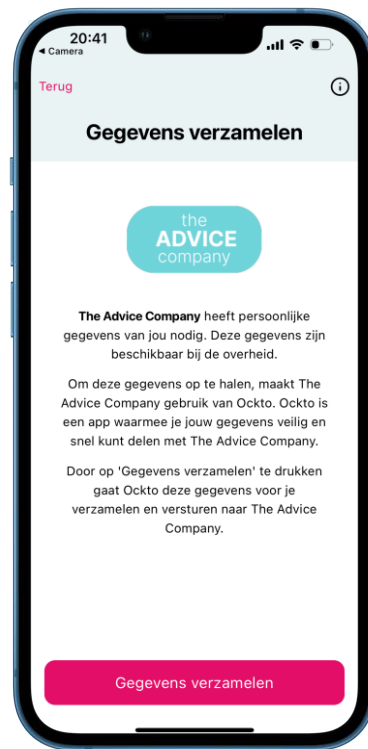 20:41
◀ Camera
Terug
Gegevens verzamelen
the
ADVICE
company
The Advice Company heeft persoonlijke
gegevens van jou nodig. Deze gegevens zijn
beschikbaar bij de overheid.
Om deze gegevens op te halen, maakt The
Advice Company gebruik van Ockto. Ockto is
een app waarmee je jouw gegevens veilig en
snel kunt delen met The Advice Company.
Door op 'Gegevens verzamelen' te drukken
gaat Ockto deze gegevens voor je
verzamelen en versturen naar The Advice
Company.
Gegevens verzamelen